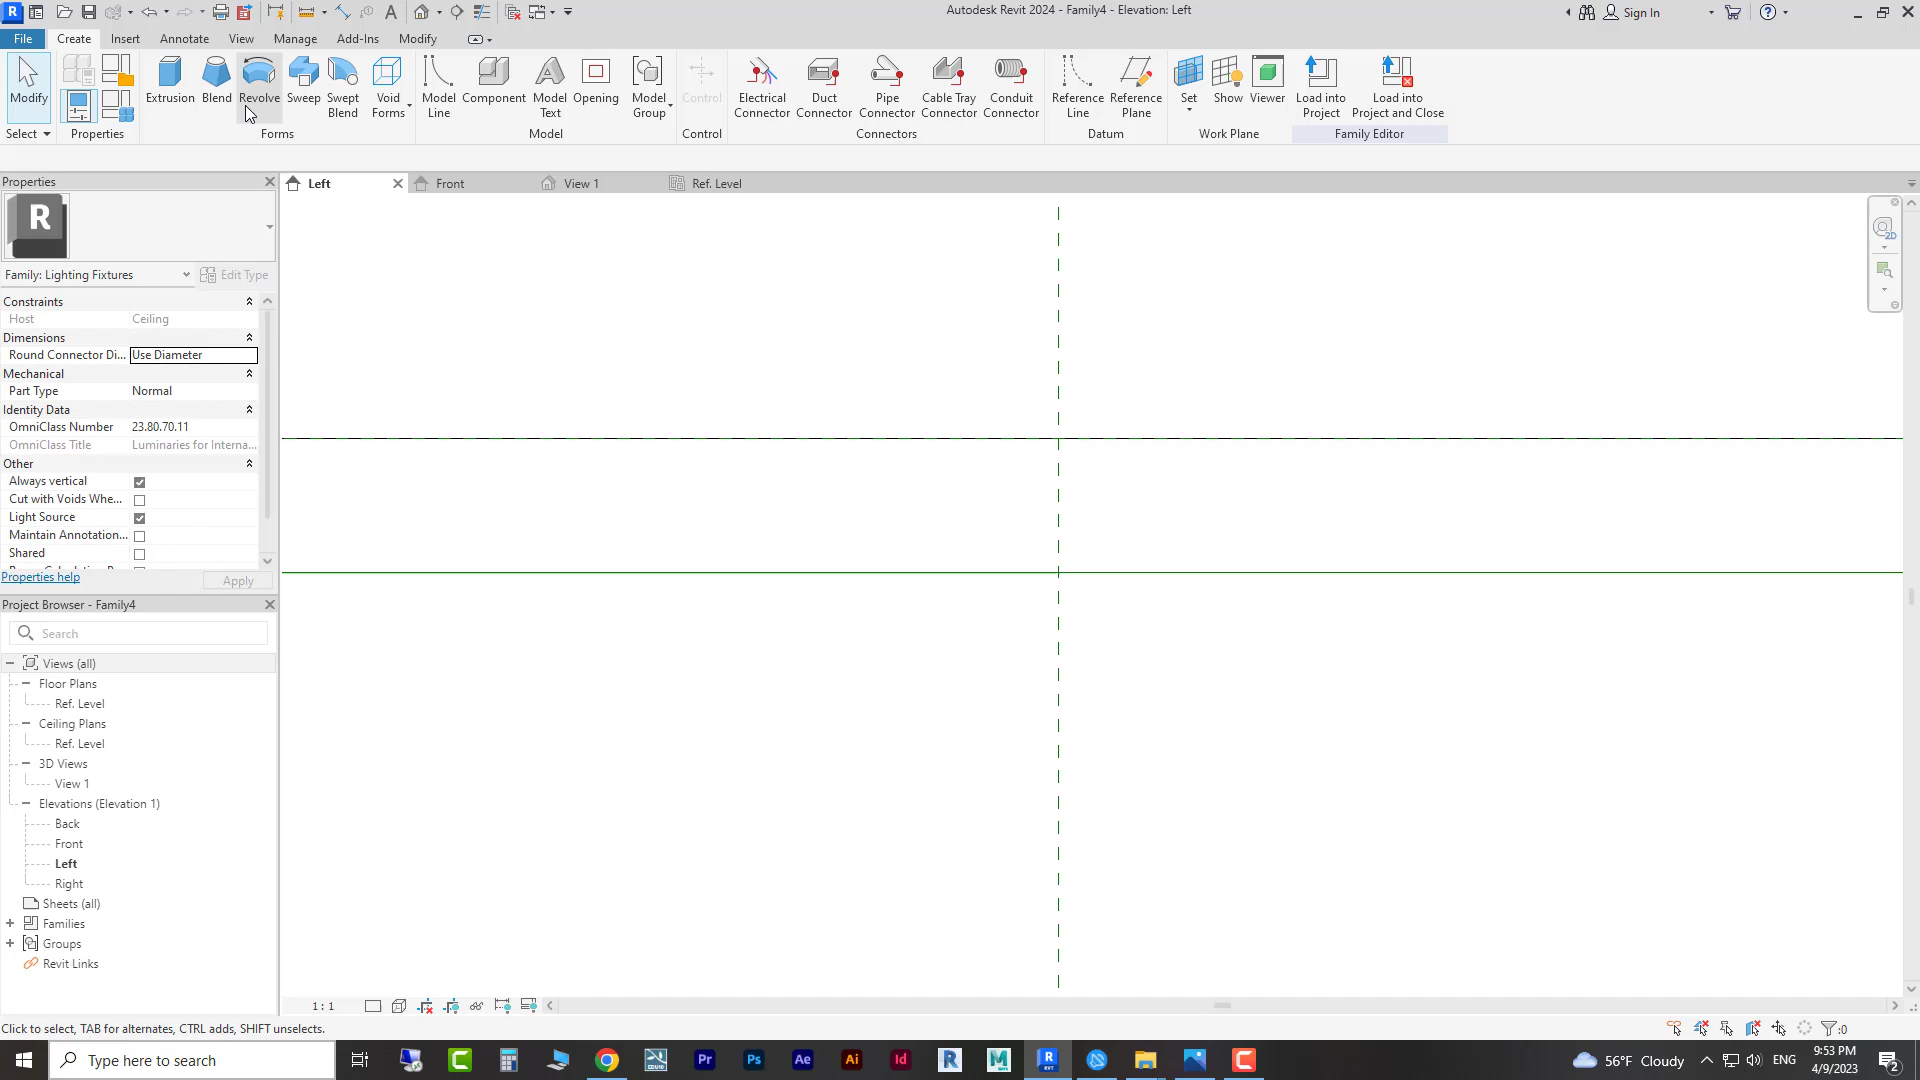 Autodesk Revit 2024 - Family4 - Elevation: Left
Sign In
File
Create
Insert
Annotate
View
Manage
Add-Ins
Modify
Modify
Extrusion
Blend
Revolve
Sweep
Swept Blend
Void Forms
Model Line
Component
Model Text
Opening
Model Group
Control
Electrical Connector
Duct Connector
Pipe Connector
Cable Tray Connector
Conduit Connector
Reference Line
Reference Plane
Set
Show
Viewer
Load into Project
Load into Project and Close
Select
Properties
Forms
Model
Control
Connectors
Datum
Work Plane
Family Editor
Properties
Left
Front
View 1
Ref. Level
R
2D
Family: Lighting Fixtures
Edit Type
Constraints
Host Ceiling
Dimensions
Round Connector Di... Use Diameter
Mechanical
Part Type Normal
Identity Data
OmniClass Number 23.80.70.11
OmniClass Title Luminaries for Interna...
Other
Always vertical
Cut with Voids Whe...
Light Source
Maintain Annotation...
Shared
Properties help
Apply
Project Browser - Family4
Search
Views (all)
Floor Plans
Ref. Level
Ceiling Plans
Ref. Level
3D Views
View 1
Elevations (Elevation 1)
Back
Front
Left
Right
Sheets (all)
Families
Groups
Revit Links
1 : 1
Click to select, TAB for alternates, CTRL adds, SHIFT unselects.
:0
Type here to search
Pr
Ps
Ae
Ai
Id
R
M
R
C
56°F Cloudy
ENG
9:53 PM
4/9/2023
2